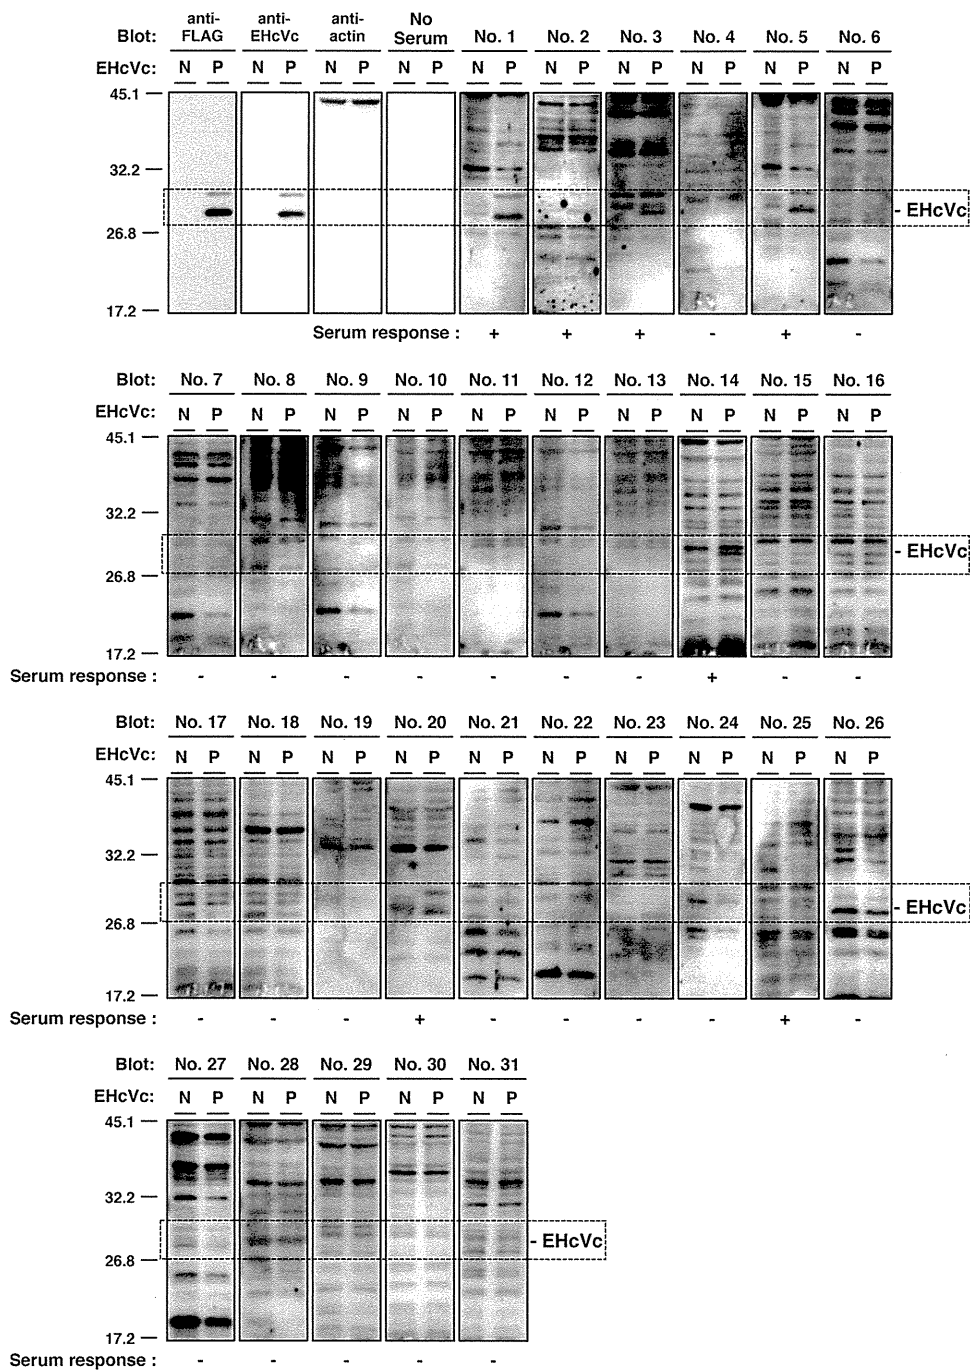 Blot: anti-FLAG anti-EHcVc anti-actin No Serum No. 1 No. 2 No. 3 No. 4 No. 5 No. 6
EHcVc: N P N P N P N P N P N P N P N P N P N P
45.1
32.2
- EHcVc
26.8
17.2
Serum response : + + + - + -
Blot: No. 7 No. 8 No. 9 No. 10 No. 11 No. 12 No. 13 No. 14 No. 15 No. 16
EHcVc: N P N P N P N P N P N P N P N P N P N P
45.1
32.2
- EHcVc
26.8
17.2
Serum response : - - - - - - - + - -
Blot: No. 17 No. 18 No. 19 No. 20 No. 21 No. 22 No. 23 No. 24 No. 25 No. 26
EHcVc: N P N P N P N P N P N P N P N P N P N P
45.1
32.2
- EHcVc
26.8
17.2
Serum response : - - - + - - - - + -
Blot: No. 27 No. 28 No. 29 No. 30 No. 31
EHcVc: N P N P N P N P N P
45.1
32.2
- EHcVc
26.8
17.2
Serum response : - - - - -